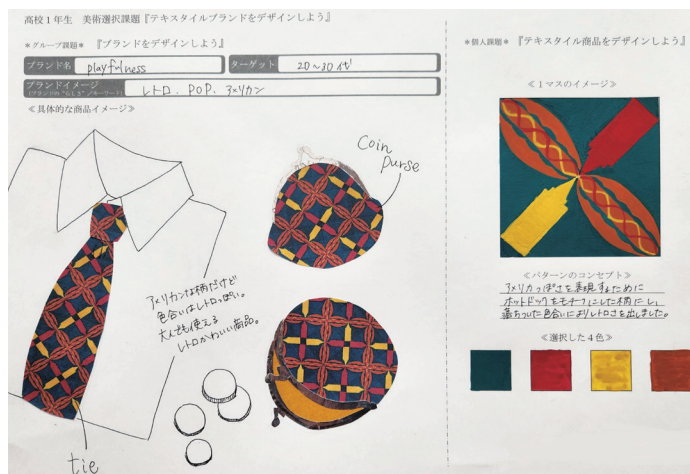 高校1年生 美術選択課題『テキスタイルブランドをデザインしよう』
＊グループ課題＊ 『ブランドをデザインしよう』
ブランド名 playfulness ターゲット 20〜30代
ブランドイメージ レトロ、POP、アメリカン
≪具体的な商品イメージ≫
Coin
purse
アメリカンな柄だけど
色合いはレトロっぽい。
大人でも使える
レトロかわいい商品。
tie
＊個人課題＊ 『テキスタイル商品をデザインしよう』
≪1マスのイメージ≫
≪パターンのコンセプト≫
アメリカっぽさを表現するために
ホットドックをモチーフにした柄にし、
落ちついた色合いによりレトロさを出しました。
≪選択した4色≫